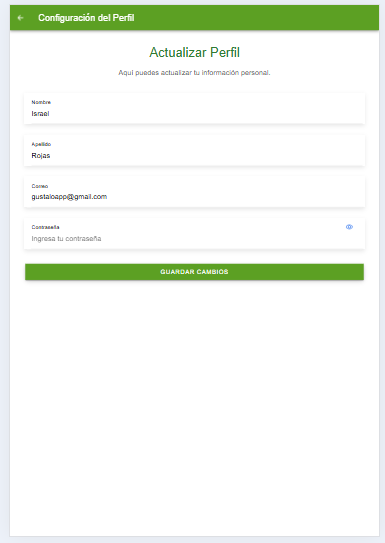 Configuración del Perfil
Actualizar Perfil
Aquí puedes actualizar tu información personal.
Nombre
Israel
Apellido
Rojas
Correo
gustaloapp@gmail.com
Contraseña
Ingrese tu contraseña
GUARDAR CAMBIOS